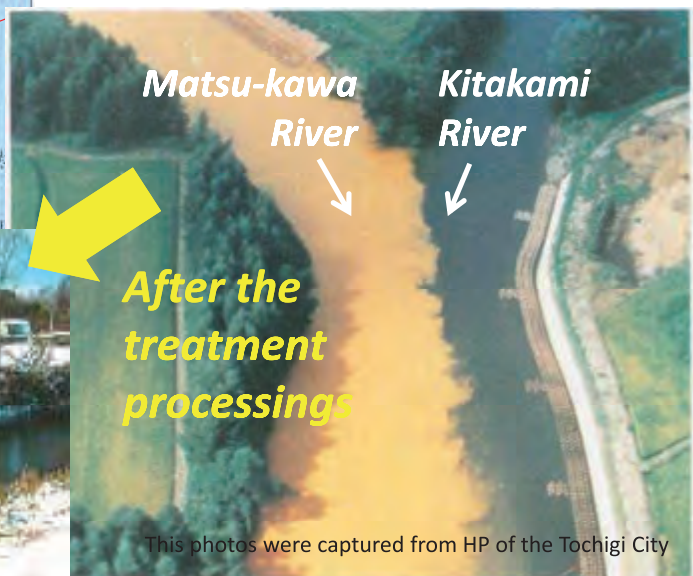 Matsu-kawa
River
Kitakami
River
After the
treatment
processings
This photos were captured from HP of the Tochigi City